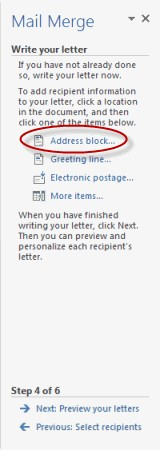 Mail Merge
Write your letter
If you have not already done
so, write your letter now.
To add recipient information
to your letter, click a location
in the document, and then
click one of the items below.
Address block...
Greeting line...
Electronic postage...
More items...
When you have finished
writing your letter, click Next.
Then you can preview and
personalize each recipient's
letter.
Step 4 of 6
Next: Preview your letters
Previous: Select recipients